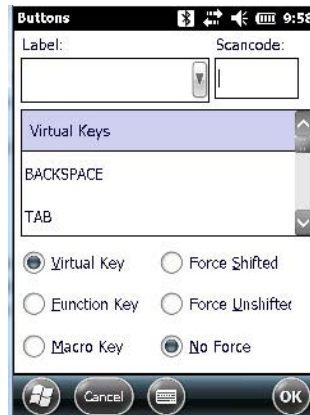 Buttons 9:58
Label: Scancode:
Virtual Keys
BACKSPACE
TAB
Virtual Key Force Shifted
Function Key Force Unshifter
Macro Key No Force
Cancel OK